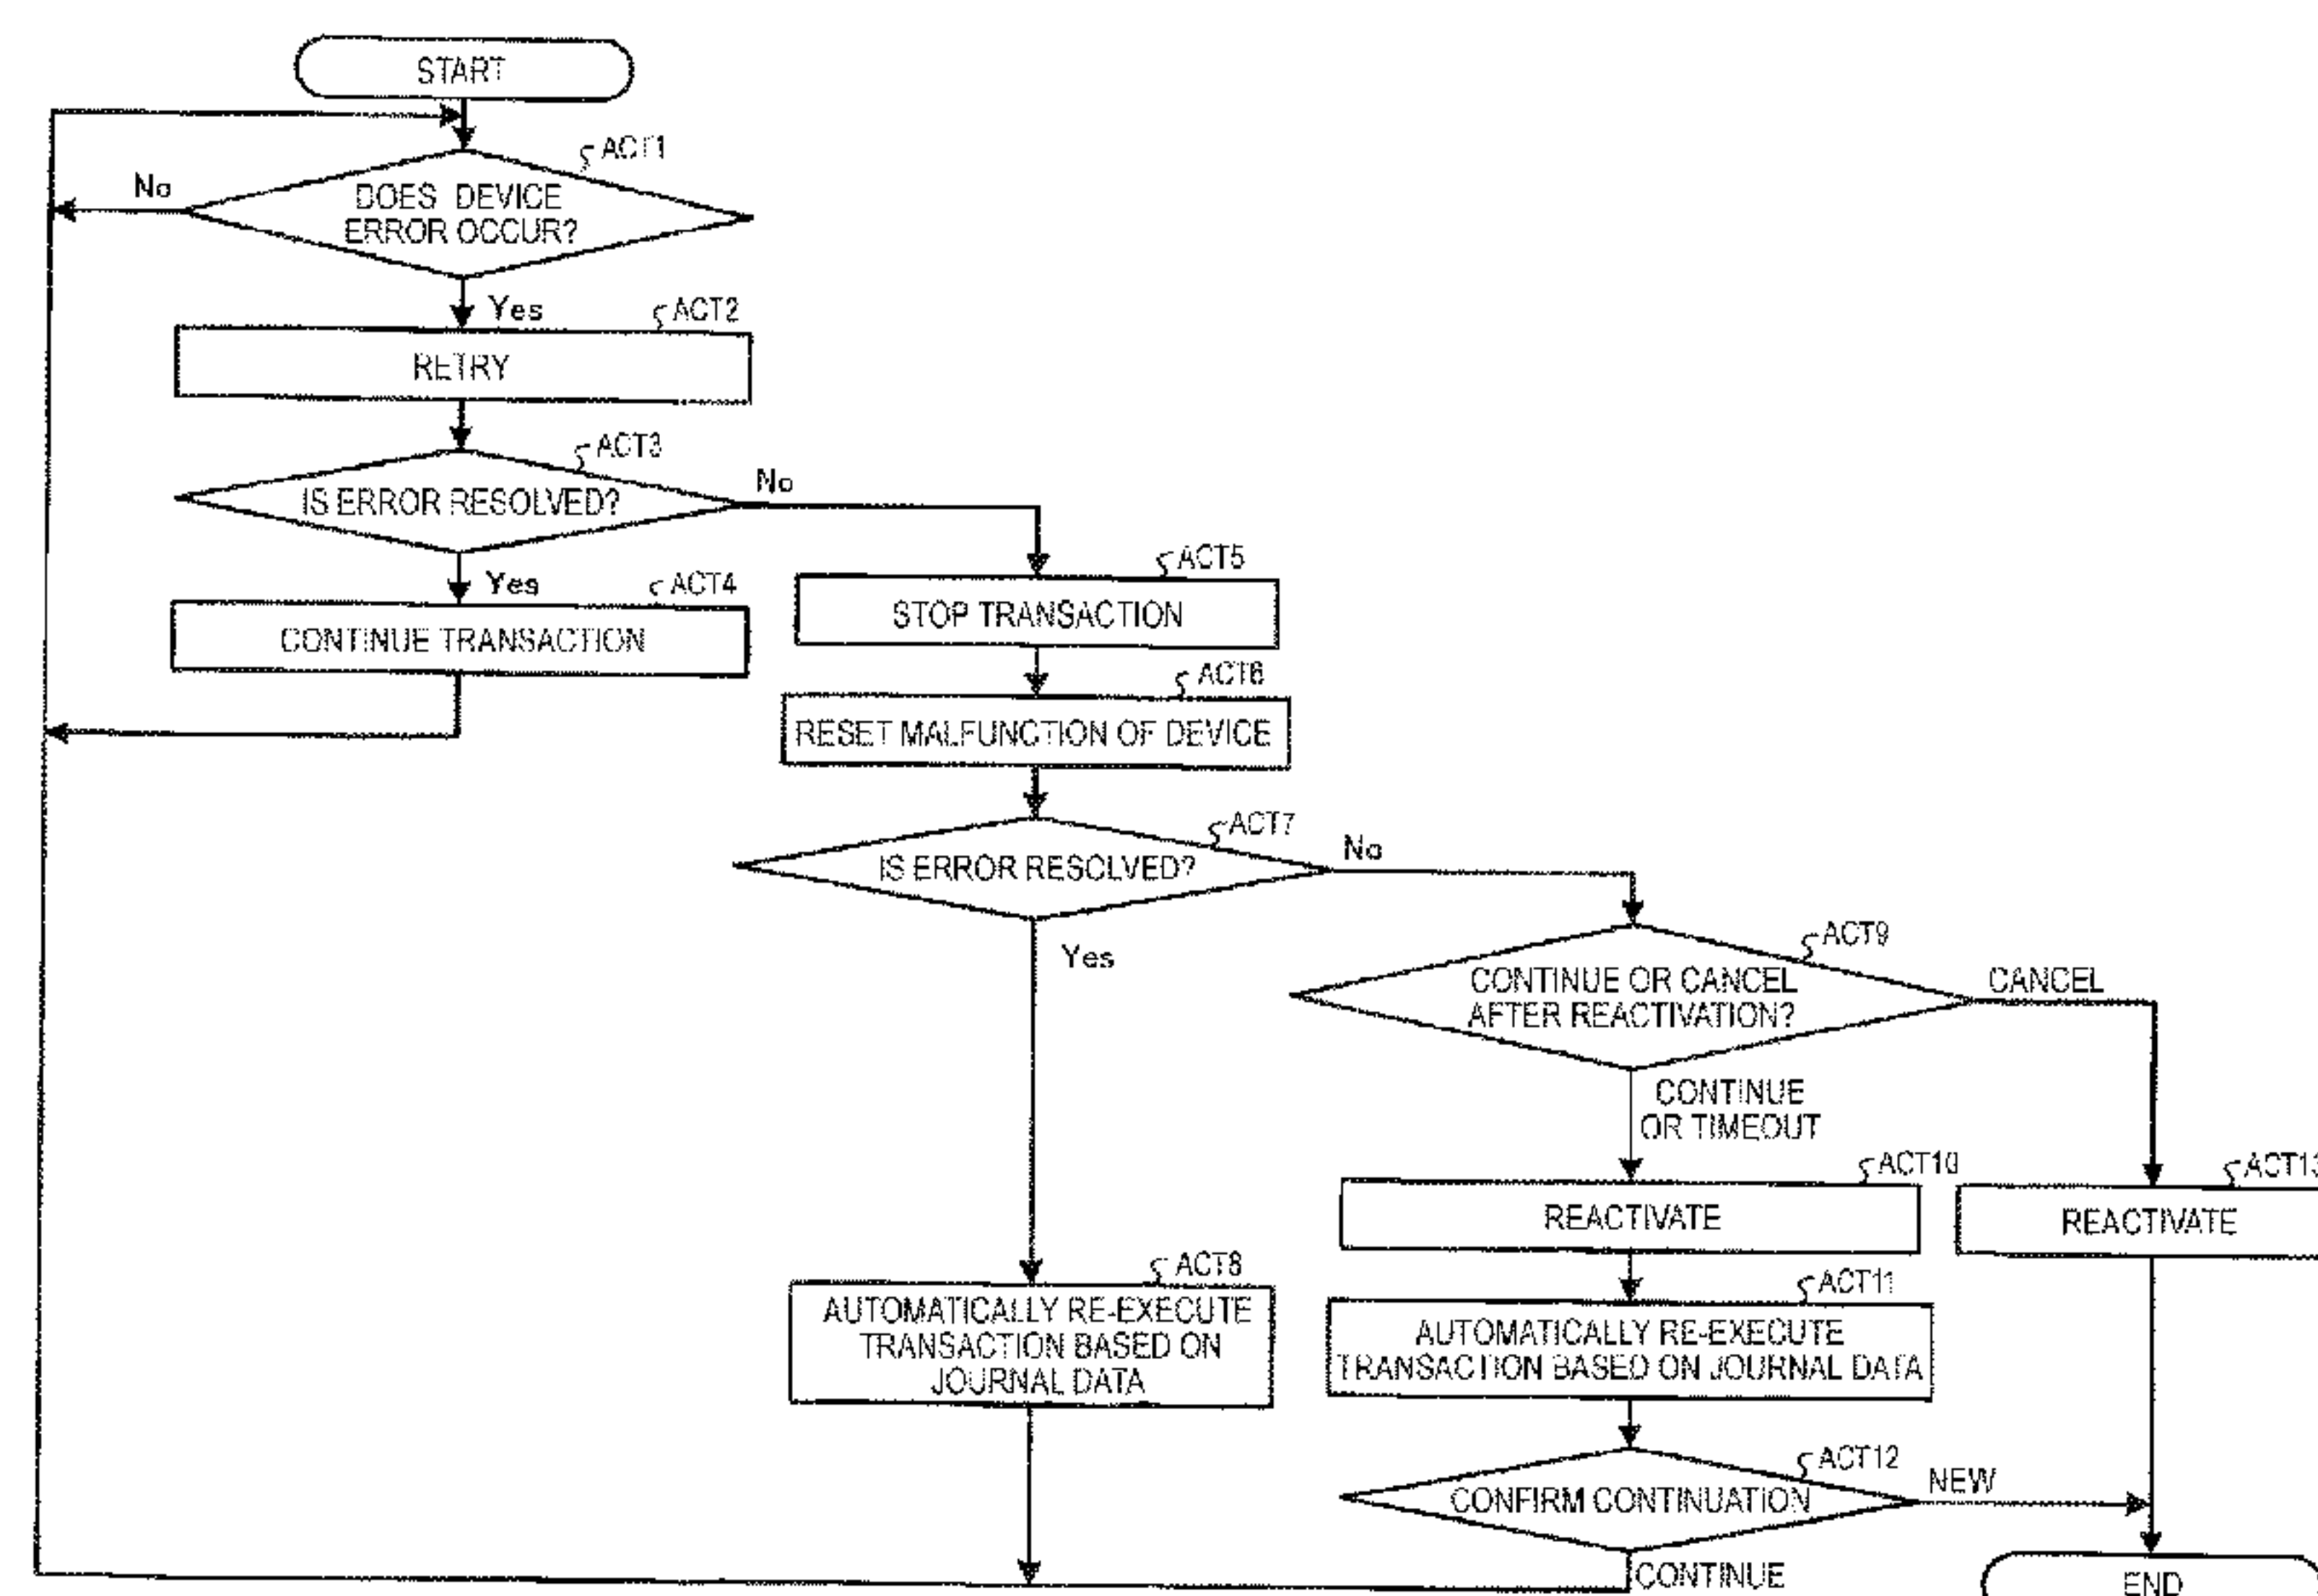 START
ACT1
No
DOES DEVICE
ERROR OCCUR?
Yes
ACT2
RETRY
ACT3
IS ERROR RESOLVED?
No
Yes
ACT4
CONTINUE TRANSACTION
ACT5
STOP TRANSACTION
ACT6
RESET MALFUNCTION OF DEVICE
ACT7
IS ERROR RESOLVED?
No
Yes
ACT9
CONTINUE OR CANCEL
AFTER REACTIVATION?
CANCEL
CONTINUE
OR TIMEOUT
ACT10
REACTIVATE
ACT13
REACTIVATE
ACT8
AUTOMATICALLY RE-EXECUTE
TRANSACTION BASED ON
JOURNAL DATA
ACT11
AUTOMATICALLY RE-EXECUTE
TRANSACTION BASED ON JOURNAL DATA
ACT12
CONFIRM CONTINUATION
NEW
CONTINUE
END